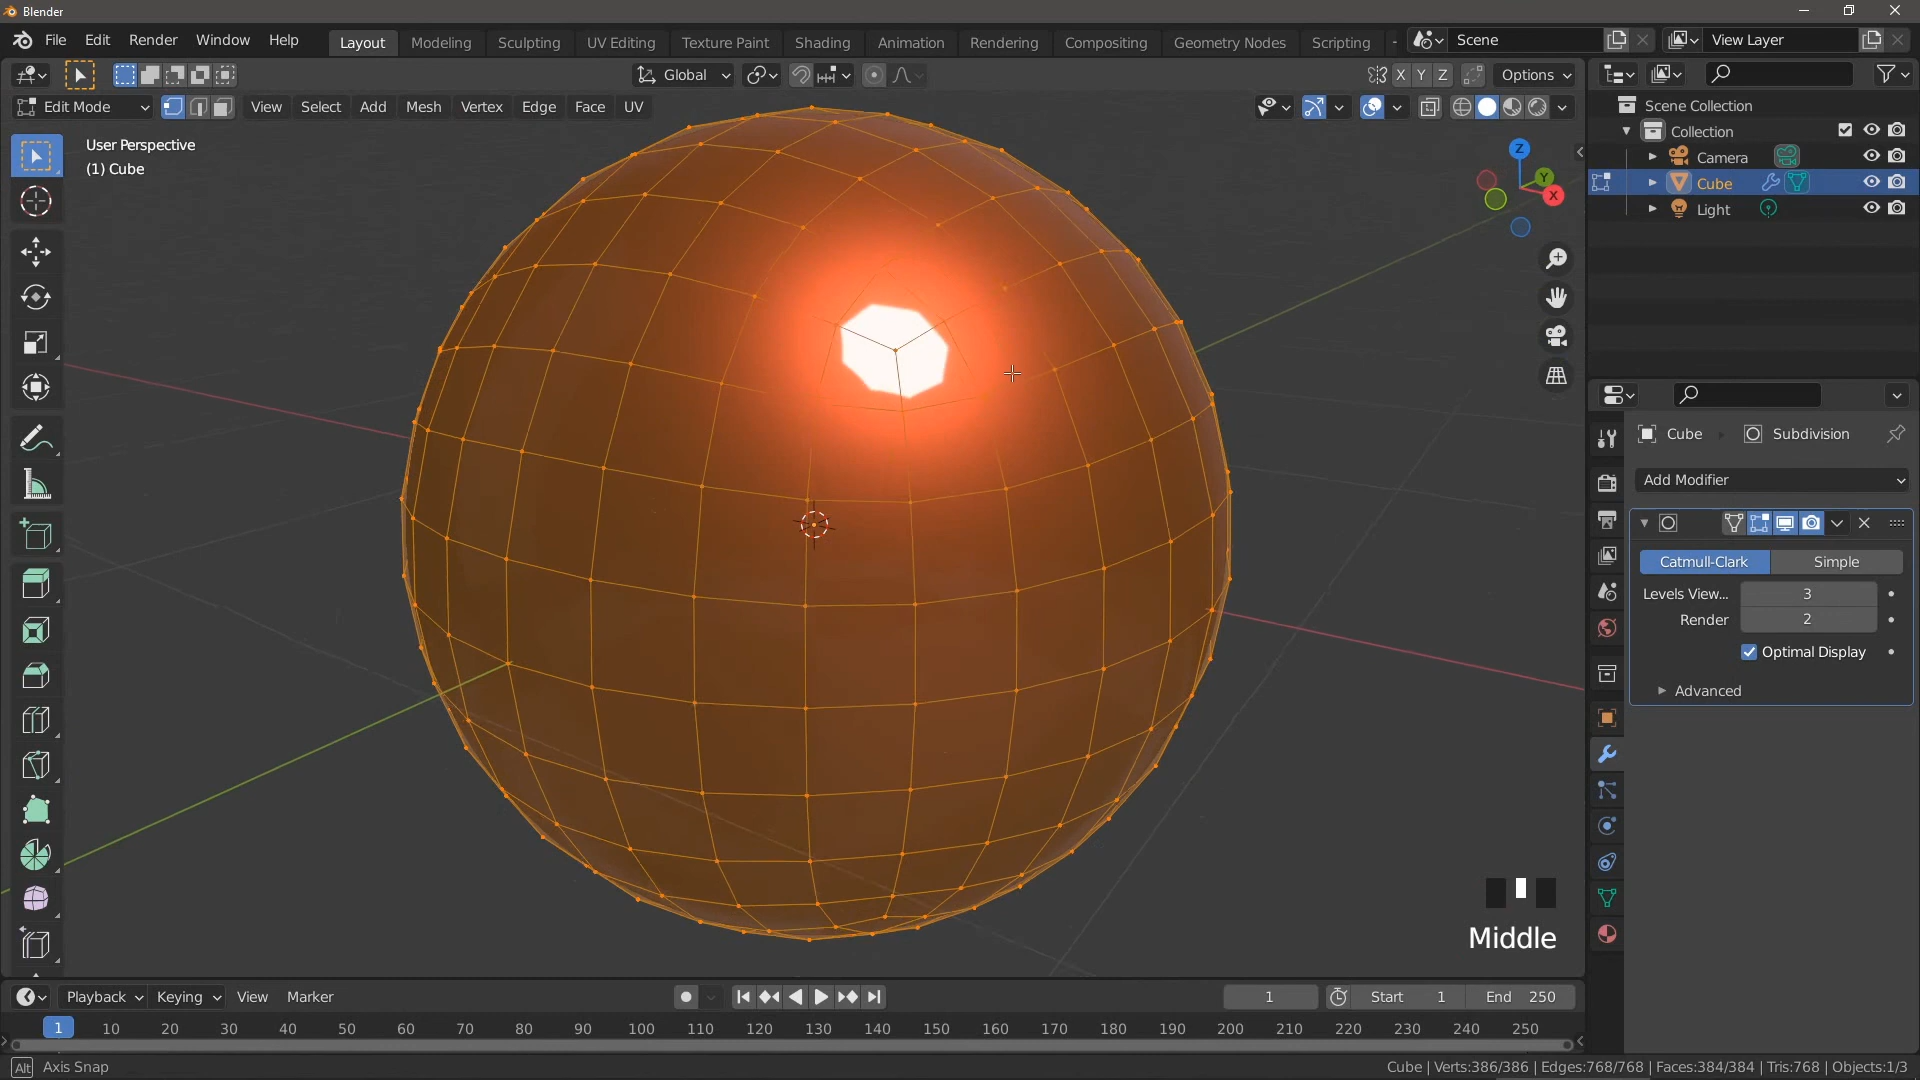 Blender
File Edit Render Window Help Layout Modeling Sculpting UV Editing Texture Paint Shading Animation Rendering Compositing Geometry Nodes Scripting Scene View Layer
Global X Y Z Options
Edit Mode View Select Add Mesh Vertex Edge Face UV
User Perspective
(1) Cube
Z
Y
X
Scene Collection
Collection
Camera
Cube
Light
Cube Subdivision
Add Modifier
Catmull-Clark Simple
Levels View... 3
Render 2
Optimal Display
Advanced
Middle
Playback Keying View Marker 1 Start 1 End 250
1 10 20 30 40 50 60 70 80 90 100 110 120 130 140 150 160 170 180 190 200 210 220 230 240 250
Alt Axis Snap Cube | Verts:386/386 | Edges:768/768 | Faces:384/384 | Tris:768 | Objects:1/3